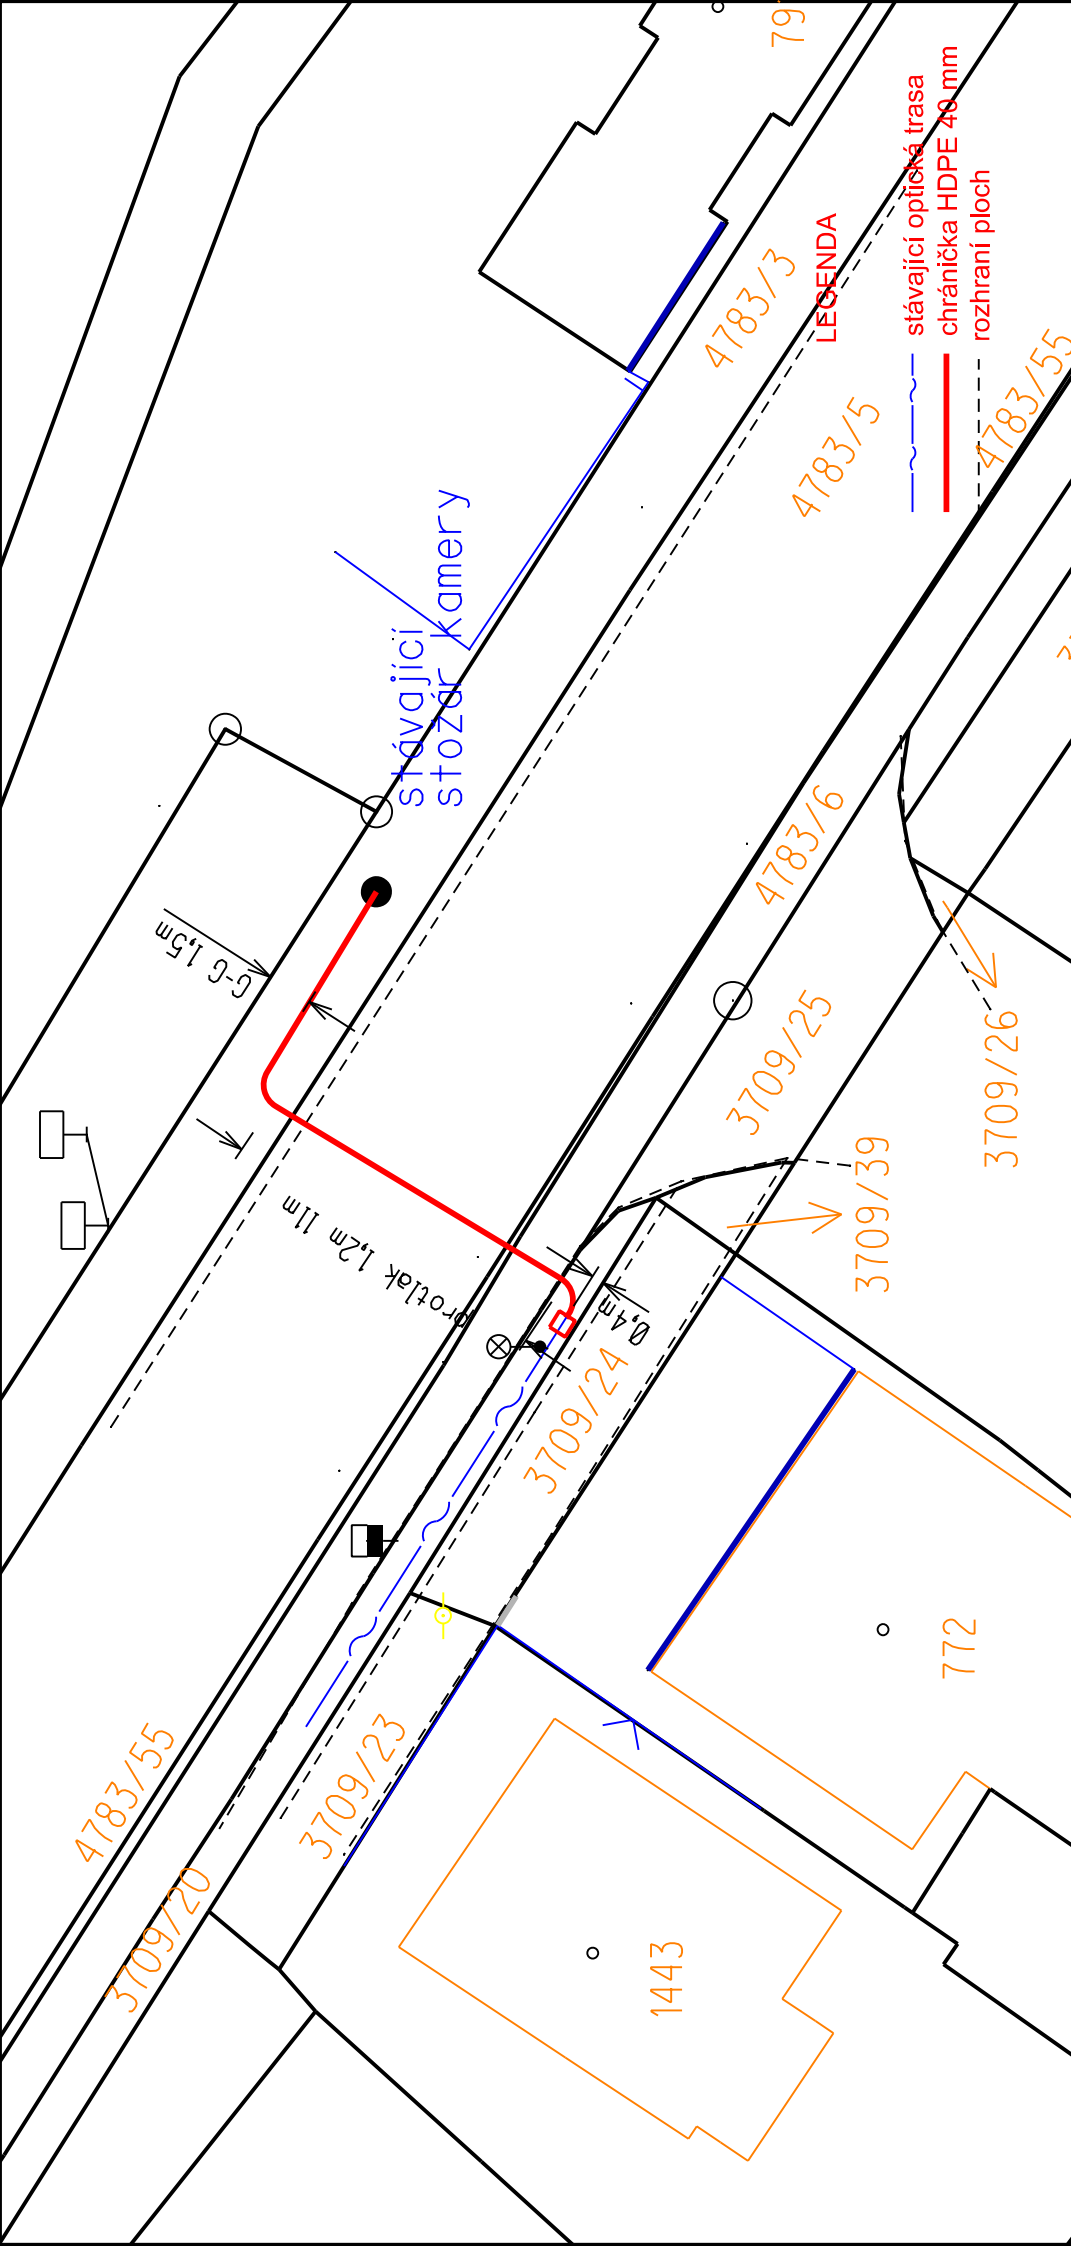 79
4783/3
LEGENDA
stávající optická trasa
chránička HDPE 40 mm
rozhraní ploch
4783/5
4783/55
stávající
stožár kamery
4783/6
G-G 1,5m
3709/25
3709/26
3709/39
protlak 1,2m 11m
0,4m
3709/24
772
3709/23
4783/55
3709/20
1443